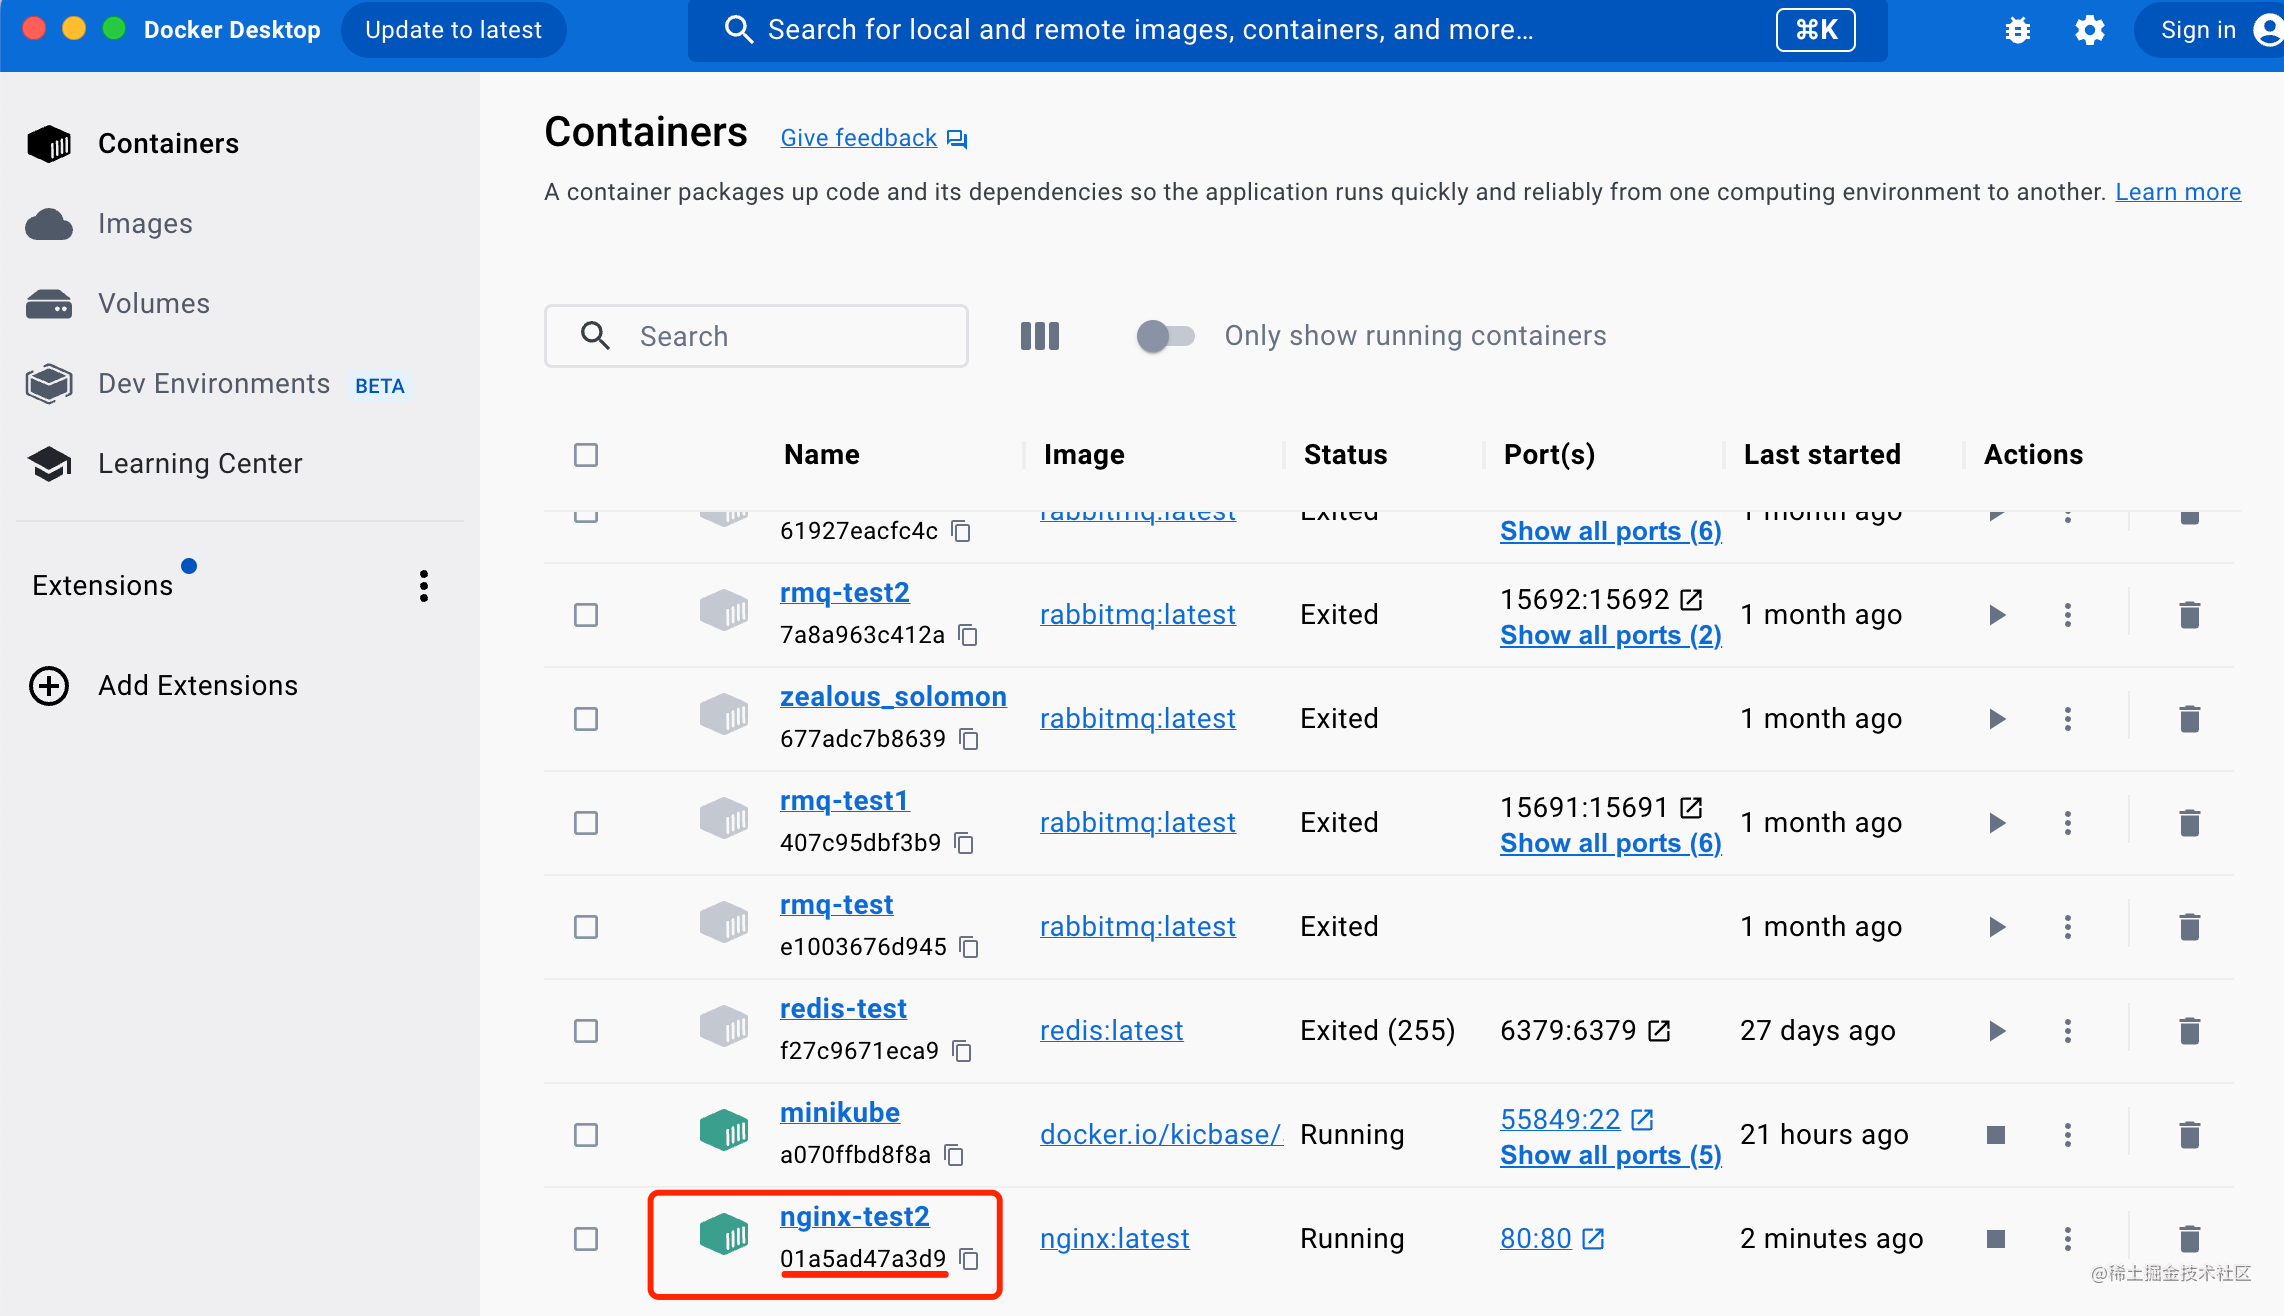 Docker Desktop
Update to latest
Search for local and remote images, containers, and more...
⌘K
Sign in
Containers
Images
Volumes
Dev Environments BETA
Learning Center
Extensions
Add Extensions
Containers Give feedback
A container packages up code and its dependencies so the application runs quickly and reliably from one computing environment to another. Learn more
Search
Only show running containers
Name Image Status Port(s) Last started Actions
rabbitmq:latest Exited 1 month ago
61927eacfc4c Show all ports (6)
rmq-test2 15692:15692
rabbitmq:latest Exited 1 month ago
7a8a963c412a Show all ports (2)
zealous_solomon
rabbitmq:latest Exited 1 month ago
677adc7b8639
rmq-test1 15691:15691
rabbitmq:latest Exited 1 month ago
407c95dbf3b9 Show all ports (6)
rmq-test
rabbitmq:latest Exited 1 month ago
e1003676d945
redis-test
redis:latest Exited (255) 6379:6379 27 days ago
f27c9671eca9
minikube 55849:22
docker.io/kicbase/ Running 21 hours ago
a070ffbd8f8a Show all ports (5)
nginx-test2
nginx:latest Running 80:80 2 minutes ago
01a5ad47a3d9
@稀土掘金技术社区